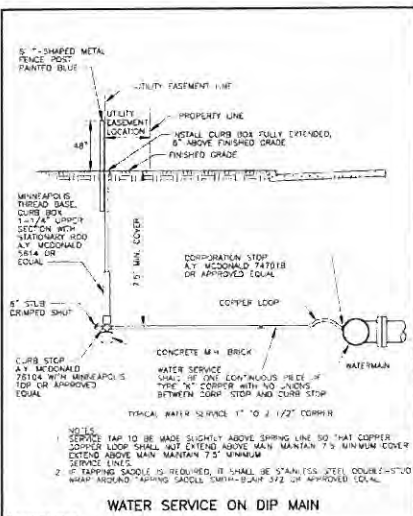 6' "-SHAPED METAL
FENCE POST
PAINTED BLUE
UTILITY EASEMENT LINE
UTILITY
EASEMENT
LOCATION
PROPERTY LINE
INSTALL CURB BOX FULLY EXTENDED,
6" ABOVE FINISHED GRADE
FINISHED GRADE
48"
MINNEAPOLIS
THREAD BASE,
CURB BOX
1-1/4" UPPER
SECTION WITH
STATIONARY ROD
A.Y. MCDONALD
5614 OR
EQUAL
7.5' MIN. COVER
CORPORATION STOP
A.Y. MCDONALD 74701B
OR APPROVED EQUAL
COPPER LOOP
6" STUB
CRIMPED SHUT
CURB STOP
A.Y. MCDONALD
76104 WITH MINNEAPOLIS
TOP OR APPROVED
EQUAL
CONCRETE M.H. BRICK
WATER SERVICE
SHALL BE ONE CONTINUOUS PIECE OF
TYPE "K" COPPER WITH NO UNIONS
BETWEEN CORP. STOP AND CURB STOP
WATERMAIN
TYPICAL WATER SERVICE 1" TO 2 1/2" COPPER
NOTES:
1. SERVICE TAP TO BE MADE SLIGHTLY ABOVE SPRING LINE SO THAT COPPER
COPPER LOOP SHALL NOT EXTEND ABOVE MAIN MAINTAIN 7.5' MINIMUM COVER
EXTEND ABOVE MAIN MAINTAIN 7.5' MINIMUM
SERVICE LINES.
2. IF TAPPING SADDLE IS REQUIRED, IT SHALL BE STAINLESS STEEL DOUBLE-STUD
WRAP AROUND TAPPING SADDLE SMITH-BLAIR 372 OR APPROVED EQUAL
WATER SERVICE ON DIP MAIN